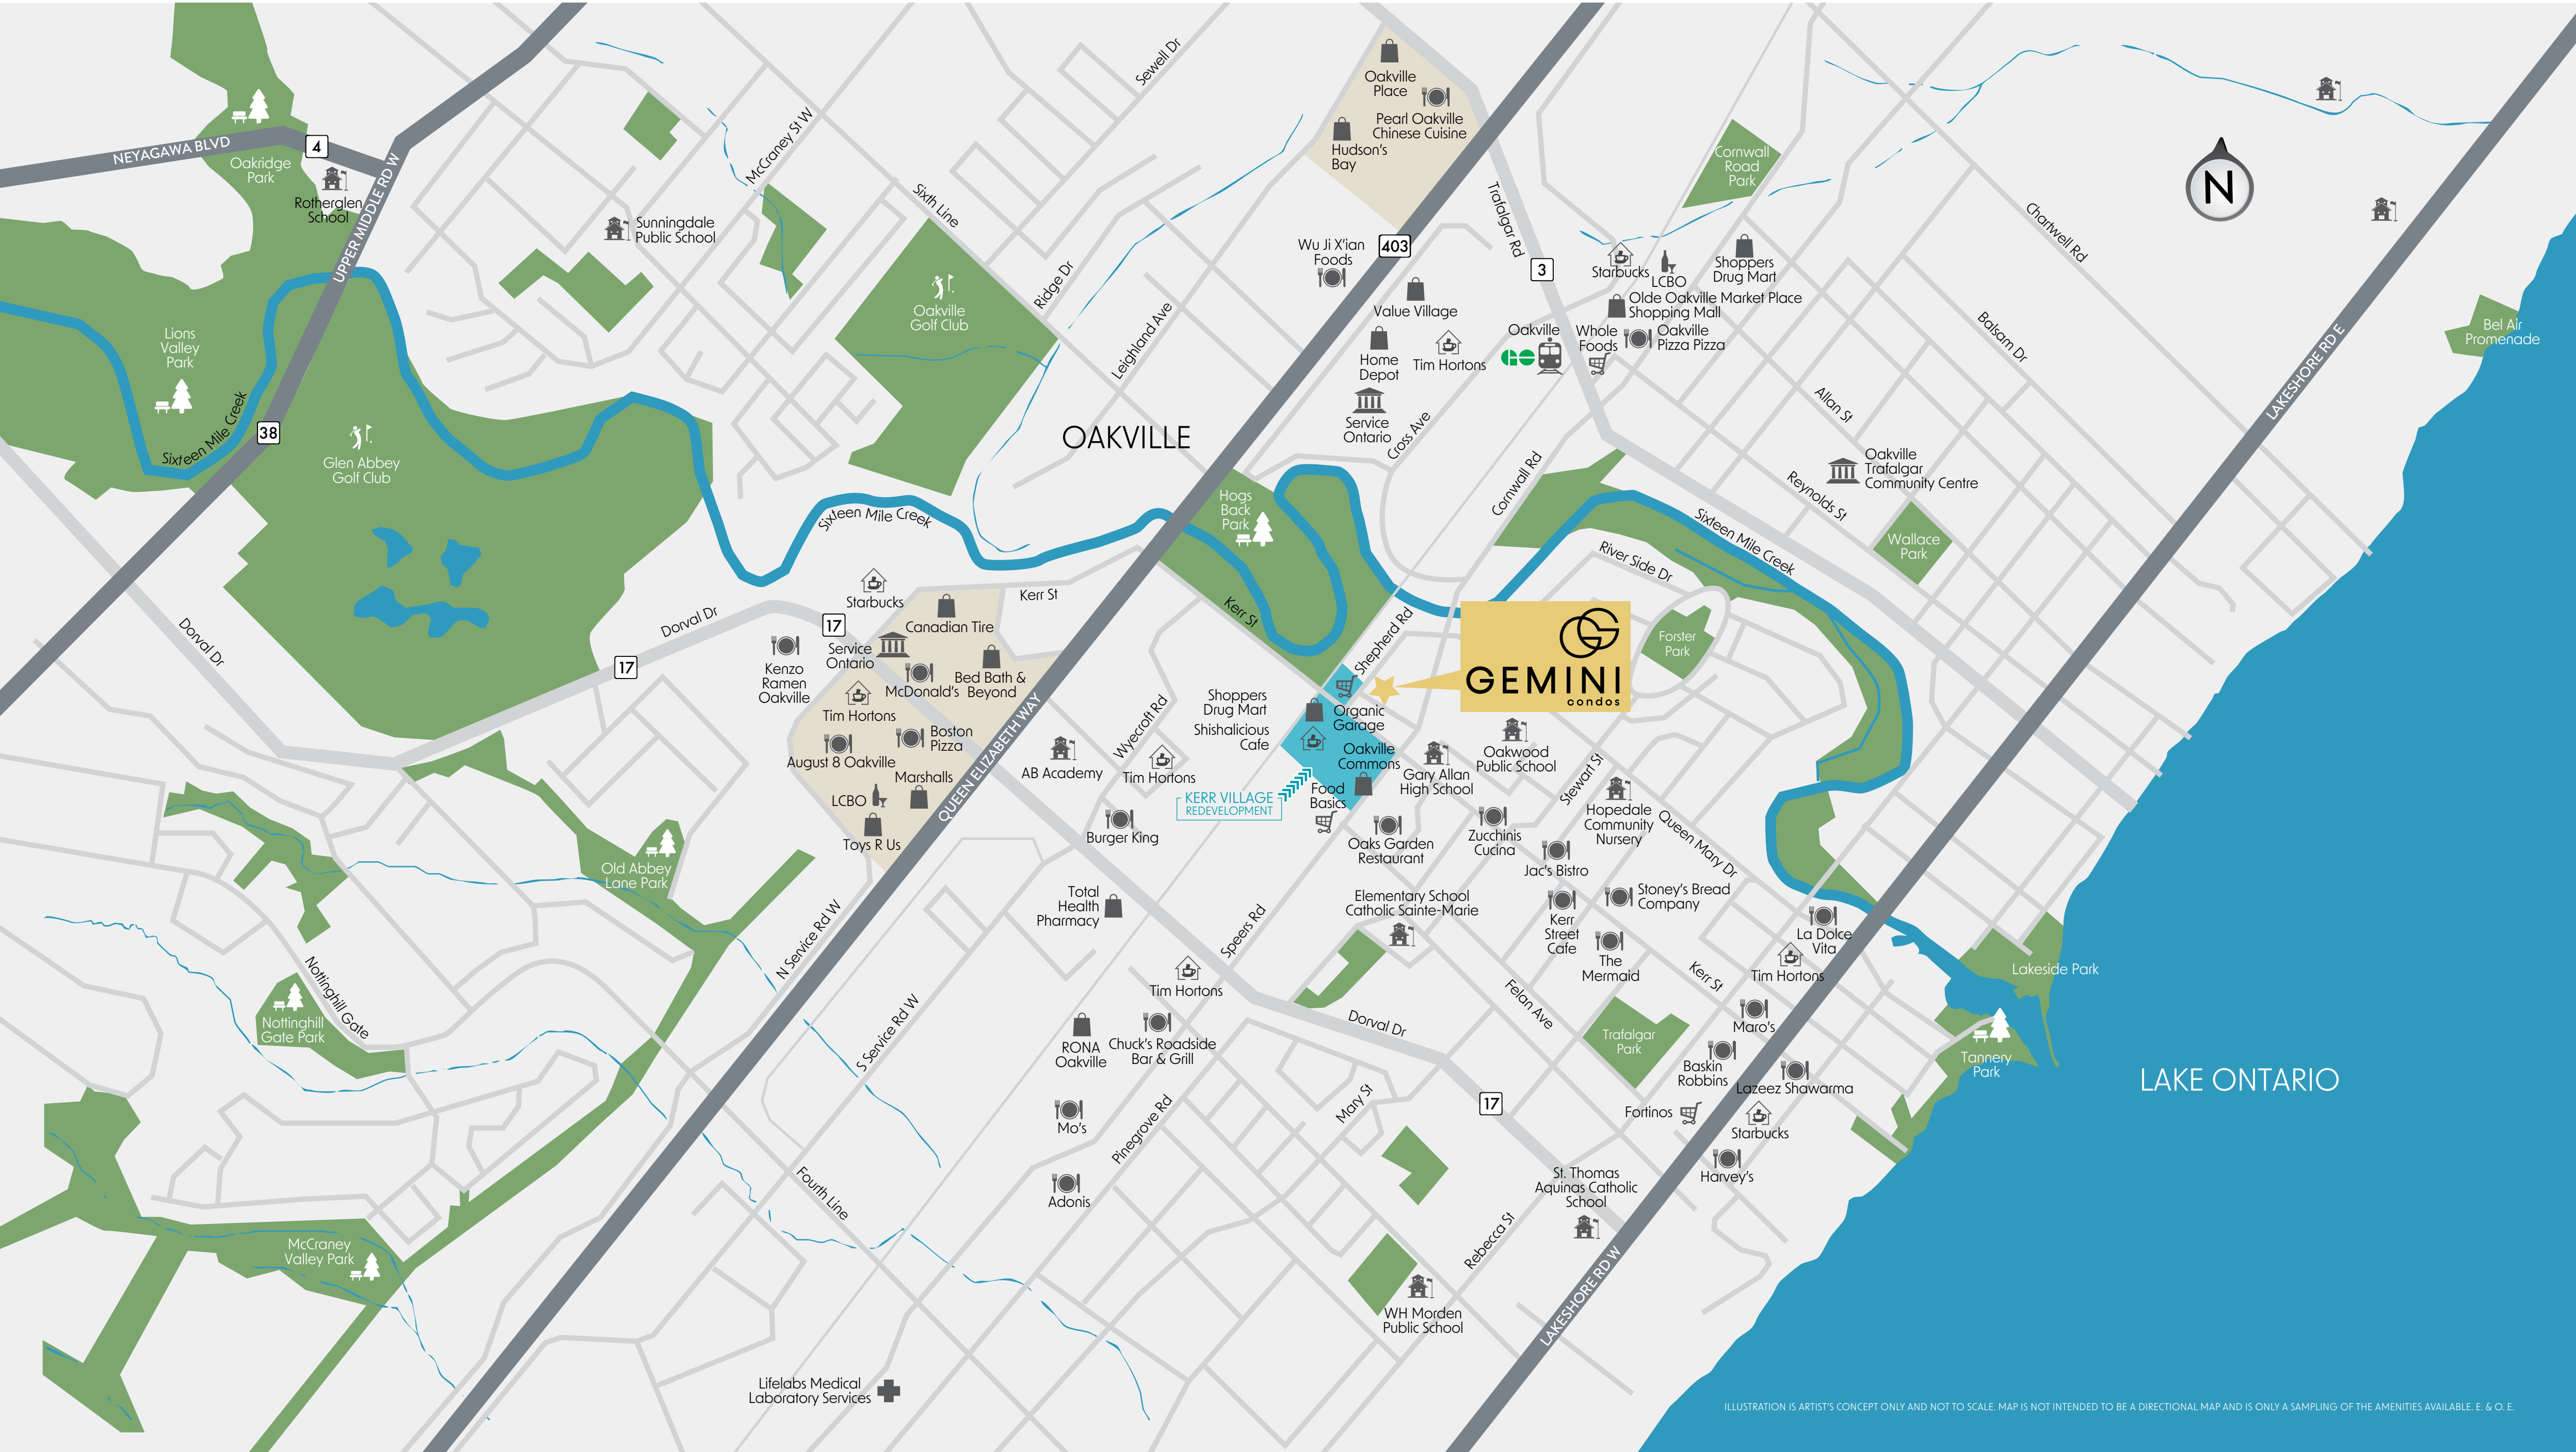 Sewell Dr
Oakville
Place
Pearl Oakville
Chinese Cuisine
Hudson's
Bay
NEYAGAWA BLVD
4
Oakridge
Park
Rotherglen
School
UPPER MIDDLE RD W
McCraney St W
Sunningdale
Public School
Sixth Line
Cornwall
Road
Park
N
Trafalgar Rd
Chartwell Rd
403
Wu Ji X'ian
Foods
3
Starbucks
LCBO
Shoppers
Drug Mart
Olde Oakville Market Place
Shopping Mall
Value Village
Ridge Dr
Oakville
Golf Club
Leighland Ave
Home
Depot
Tim Hortons
Oakville
GO
Whole
Foods
Oakville
Pizza Pizza
Balsam Dr
Bel Air
Promenade
LAKESHORE RD E
Lions
Valley
Park
Sixteen Mile Creek
38
Glen Abbey
Golf Club
OAKVILLE
Service
Ontario
Cross Ave
Allan St
Oakville
Trafalgar
Community Centre
Reynolds St
Cornwall Rd
Hogs
Back
Park
Sixteen Mile Creek
Sixteen Mile Creek
Wallace
Park
River Side Dr
Starbucks
Kerr St
Canadian Tire
Kerr St
Dorval Dr
Dorval Dr
17
17
Service
Ontario
Kenzo
Ramen
Oakville
McDonald's
Bed Bath &
Beyond
Tim Hortons
Boston
Pizza
August 8 Oakville
Marshalls
LCBO
Toys R Us
QUEEN ELIZABETH WAY
Shepherd Rd
GEMINI
condos
Forster
Park
Shoppers
Drug Mart
Shishalicious
Cafe
Organic
Garage
Oakville
Commons
Food
Basics
KERR VILLAGE
REDEVELOPMENT
Wyecroft Rd
AB Academy
Tim Hortons
Burger King
Gary Allan
High School
Oakwood
Public School
Stewart St
Hopedale
Community
Nursery
Queen Mary Dr
Oaks Garden
Restaurant
Zucchinis
Cucina
Jac's Bistro
Old Abbey
Lane Park
Total
Health
Pharmacy
Elementary School
Catholic Sainte-Marie
Kerr
Street
Cafe
Stoney's Bread
Company
The
Mermaid
La Dolce
Vita
Tim Hortons
N Service Rd W
Speers Rd
Tim Hortons
Kerr St
Felan Ave
Lakeside Park
Nottinghill Gate
Nottinghill
Gate Park
S Service Rd W
RONA
Oakville
Chuck's Roadside
Bar & Grill
Dorval Dr
Trafalgar
Park
Maro's
Baskin
Robbins
Lazeez Shawarma
Tannery
Park
LAKE ONTARIO
Mo's
Pinegrove Rd
Mary St
17
Fortinos
Starbucks
Harvey's
Adonis
Fourth Line
St. Thomas
Aquinas Catholic
School
Rebecca St
McCraney
Valley Park
WH Morden
Public School
LAKESHORE RD W
Lifelabs Medical
Laboratory Services
ILLUSTRATION IS ARTIST'S CONCEPT ONLY AND NOT TO SCALE. MAP IS NOT INTENDED TO BE A DIRECTIONAL MAP AND IS ONLY A SAMPLING OF THE AMENITIES AVAILABLE. E. & O. E.